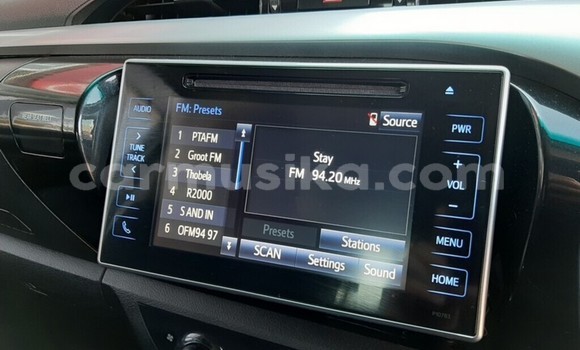 AUDIO
TUNE
TRACK
FM: Presets
1 PTAFM
2 Groot FM
3 Thobela
4 R2000
5 S AND IN
6 OFM94 97
Stay
FM 94.20 MHz
Source
Presets
Stations
SCAN
Settings
Sound
PWR
+
VOL
-
MENU
HOME
carmusika.com